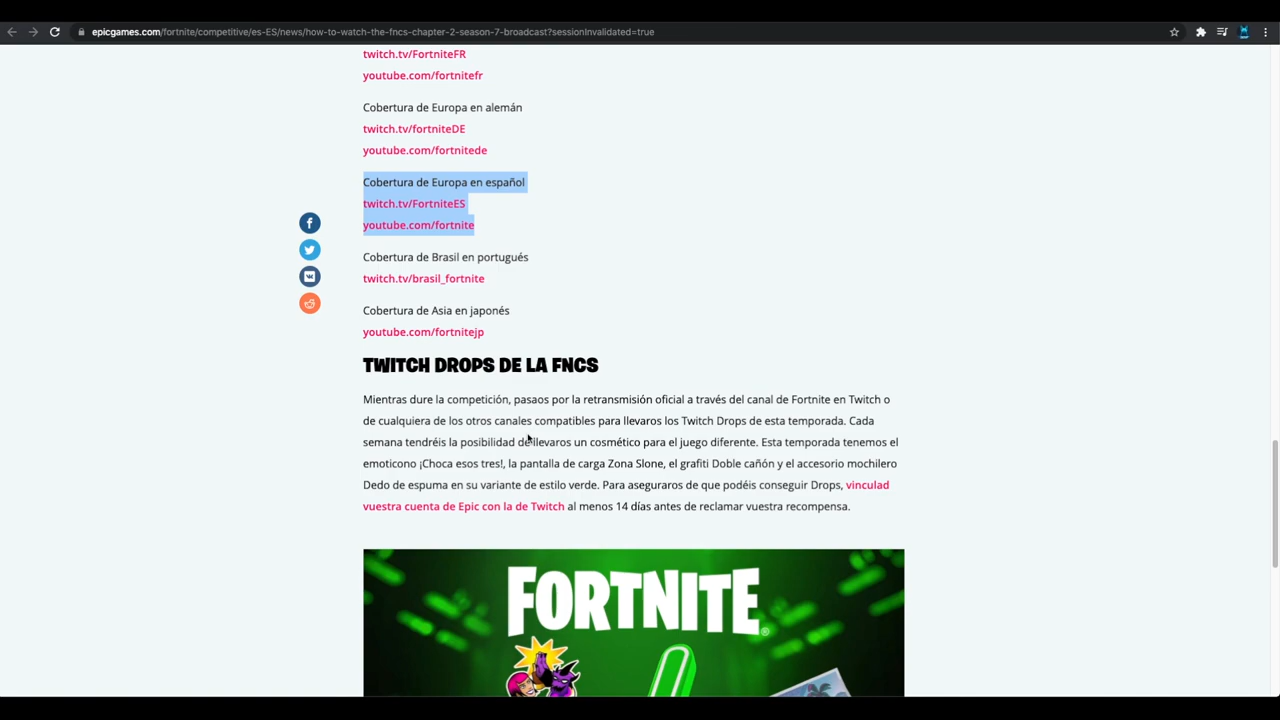 epicgames.com/fortnite/competitive/es-ES/news/how-to-watch-the-fncs-chapter-2-season-7-broadcast?sessionInvalidated=true
twitch.tv/FortniteFR
youtube.com/fortnitefr
Cobertura de Europa en alemán
twitch.tv/fortniteDE
youtube.com/fortnitede
Cobertura de Europa en español
twitch.tv/FortniteES
youtube.com/fortnite
Cobertura de Brasil en portugués
twitch.tv/brasil_fortnite
Cobertura de Asia en japonés
youtube.com/fortnitejp
TWITCH DROPS DE LA FNCS
Mientras dure la competición, pasaos por la retransmisión oficial a través del canal de Fortnite en Twitch o
de cualquiera de los otros canales compatibles para llevaros los Twitch Drops de esta temporada. Cada
semana tendréis la posibilidad de llevaros un cosmético para el juego diferente. Esta temporada tenemos el
emoticono ¡Choca esos tres!, la pantalla de carga Zona Slone, el grafiti Doble cañón y el accesorio mochilero
Dedo de espuma en su variante de estilo verde. Para aseguraros de que podéis conseguir Drops, vinculad
vuestra cuenta de Epic con la de Twitch al menos 14 días antes de reclamar vuestra recompensa.
FORTNITE